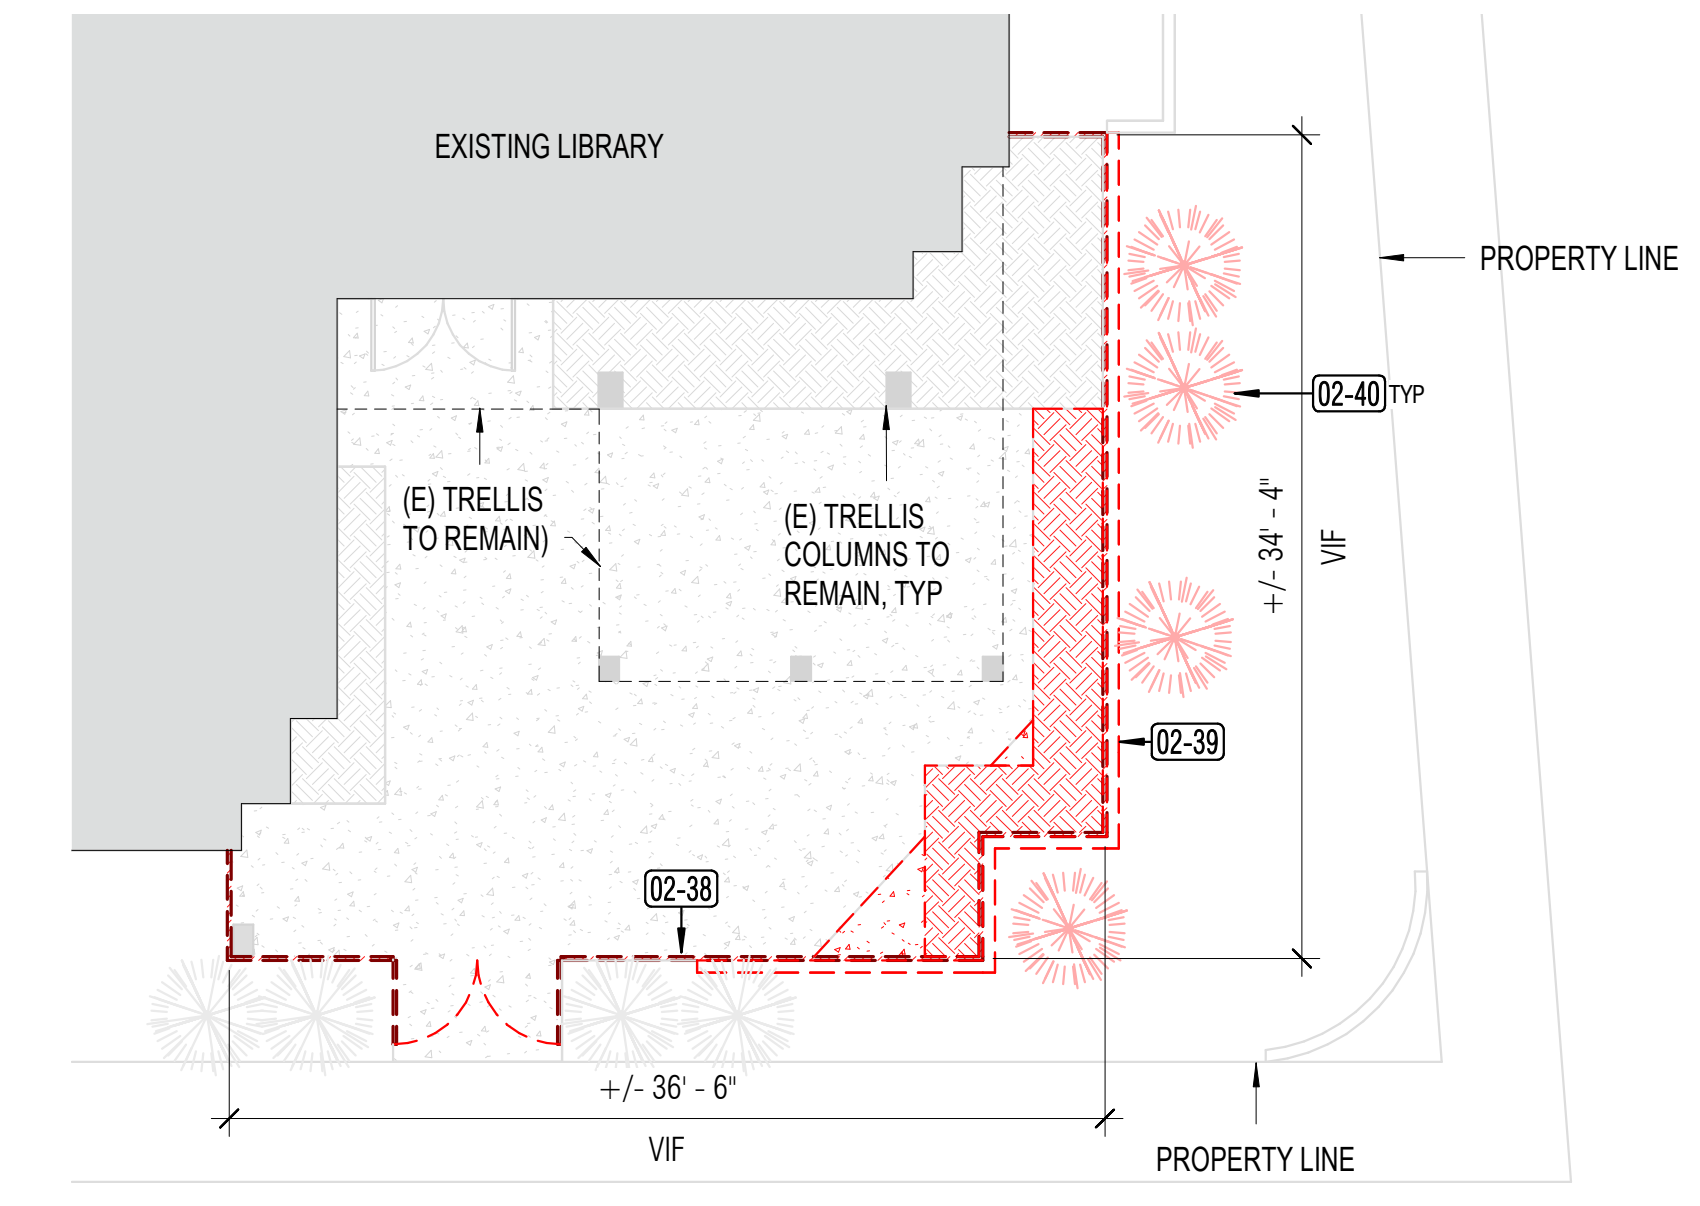 EXISTING LIBRARY
PROPERTY LINE
02-40 TYP
(E) TRELLIS
TO REMAIN)
(E) TRELLIS
COLUMNS TO
REMAIN, TYP
+/- 34' - 4"
VIF
02-39
02-38
+/- 36' - 6"
VIF
PROPERTY LINE